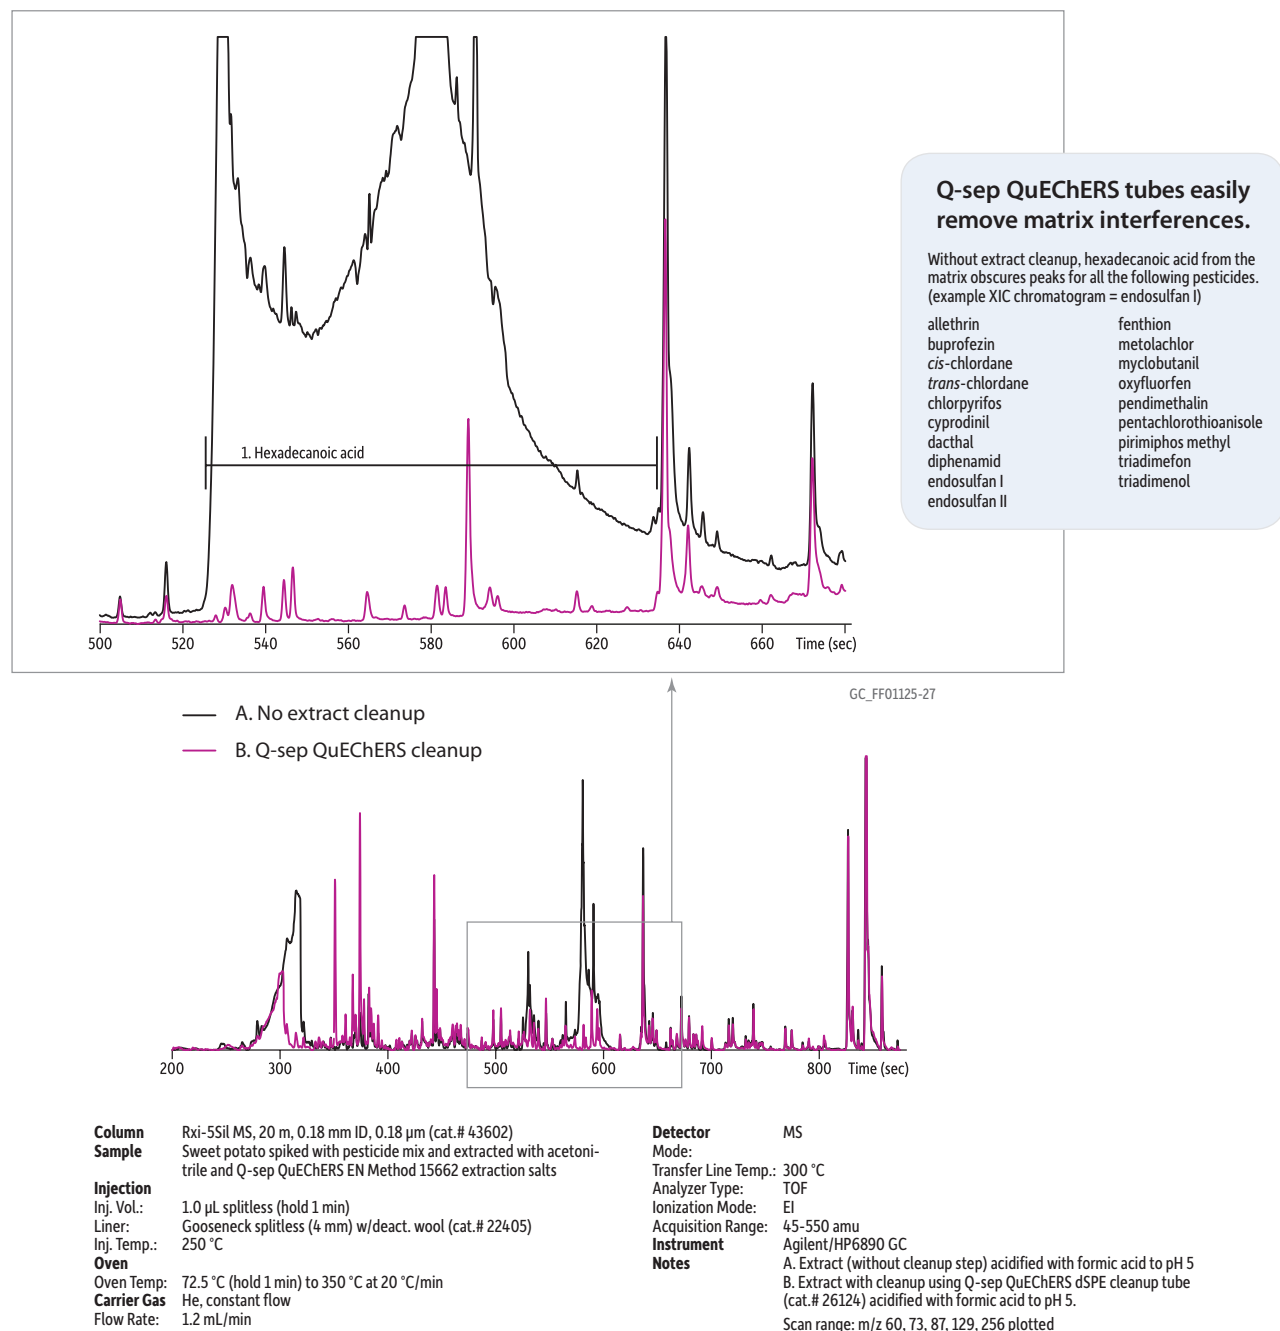 1. Hexadecanoic acid
500 520 540 560 580 600 620 640 660 Time (sec)
Q-sep QuEChERS tubes easily
remove matrix interferences.
Without extract cleanup, hexadecanoic acid from the
matrix obscures peaks for all the following pesticides.
(example XIC chromatogram = endosulfan I)
allethrin
buprofezin
cis-chlordane
trans-chlordane
chlorpyrifos
cyprodinil
dacthal
diphenamid
endosulfan I
endosulfan II
fenthion
metolachlor
myclobutanil
oxyfluorfen
pendimethalin
pentachlorothioanisole
pirimiphos methyl
triadimefon
triadimenol
GC_FF01125-27
A. No extract cleanup
B. Q-sep QuEChERS cleanup
200 300 400 500 600 700 800 Time (sec)
Column Rxi-5Sil MS, 20 m, 0.18 mm ID, 0.18 µm (cat.# 43602)
Sample Sweet potato spiked with pesticide mix and extracted with acetoni-
trile and Q-sep QuEChERS EN Method 15662 extraction salts
Injection
Inj. Vol.: 1.0 µL splitless (hold 1 min)
Liner: Gooseneck splitless (4 mm) w/deact. wool (cat.# 22405)
Inj. Temp.: 250 °C
Oven
Oven Temp: 72.5 °C (hold 1 min) to 350 °C at 20 °C/min
Carrier Gas He, constant flow
Flow Rate: 1.2 mL/min
Detector MS
Mode:
Transfer Line Temp.: 300 °C
Analyzer Type: TOF
Ionization Mode: EI
Acquisition Range: 45-550 amu
Instrument Agilent/HP6890 GC
Notes A. Extract (without cleanup step) acidified with formic acid to pH 5
B. Extract with cleanup using Q-sep QuEChERS dSPE cleanup tube
(cat.# 26124) acidified with formic acid to pH 5.
Scan range: m/z 60, 73, 87, 129, 256 plotted